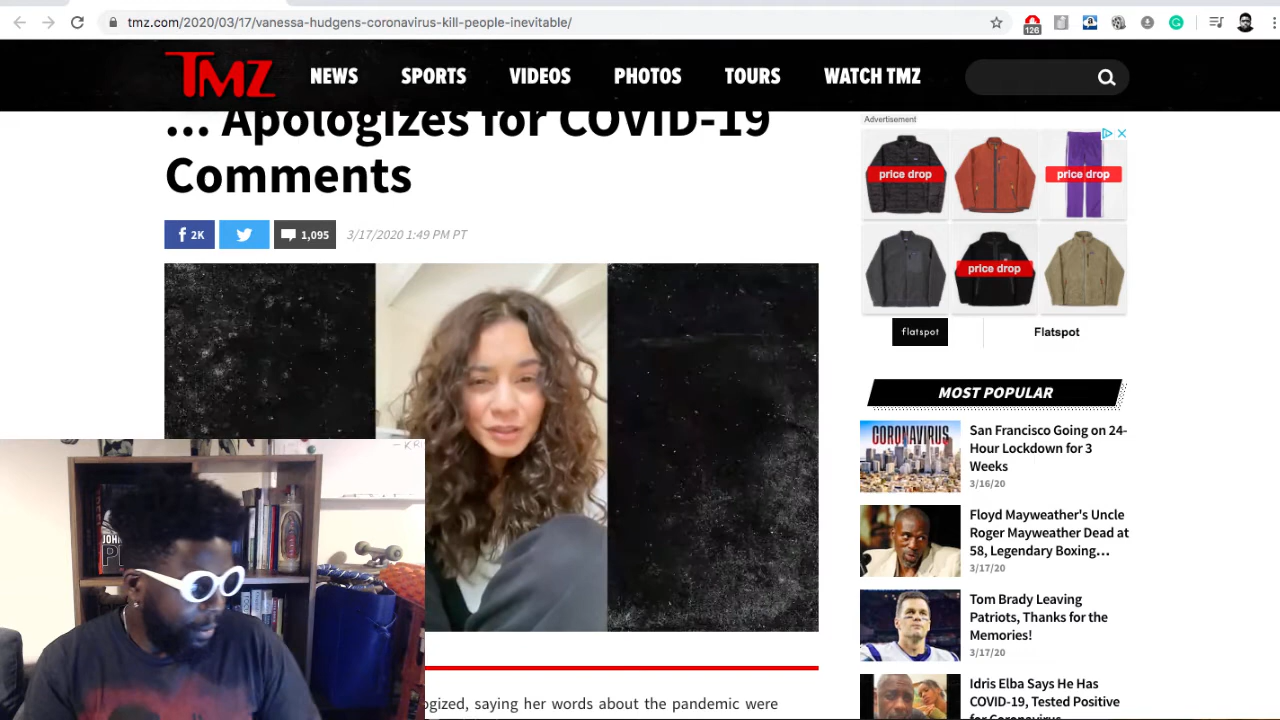 tmz.com/2020/03/17/vanessa-hudgens-coronavirus-kill-people-inevitable/
126
TMZ
NEWS
SPORTS
VIDEOS
PHOTOS
TOURS
WATCH TMZ
... Apologizes for COVID-19
Comments
2K
1,095
3/17/2020 1:49 PM PT
Advertisement
price drop
price drop
price drop
flatspot
Flatspot
MOST POPULAR
CORONAVIRUS
San Francisco Going on 24-
Hour Lockdown for 3
Weeks
3/16/20
Floyd Mayweather's Uncle
Roger Mayweather Dead at
58, Legendary Boxing...
3/17/20
Tom Brady Leaving
Patriots, Thanks for the
Memories!
3/17/20
Idris Elba Says He Has
COVID-19, Tested Positive
for Coronavirus
saying her words about the pandemic were